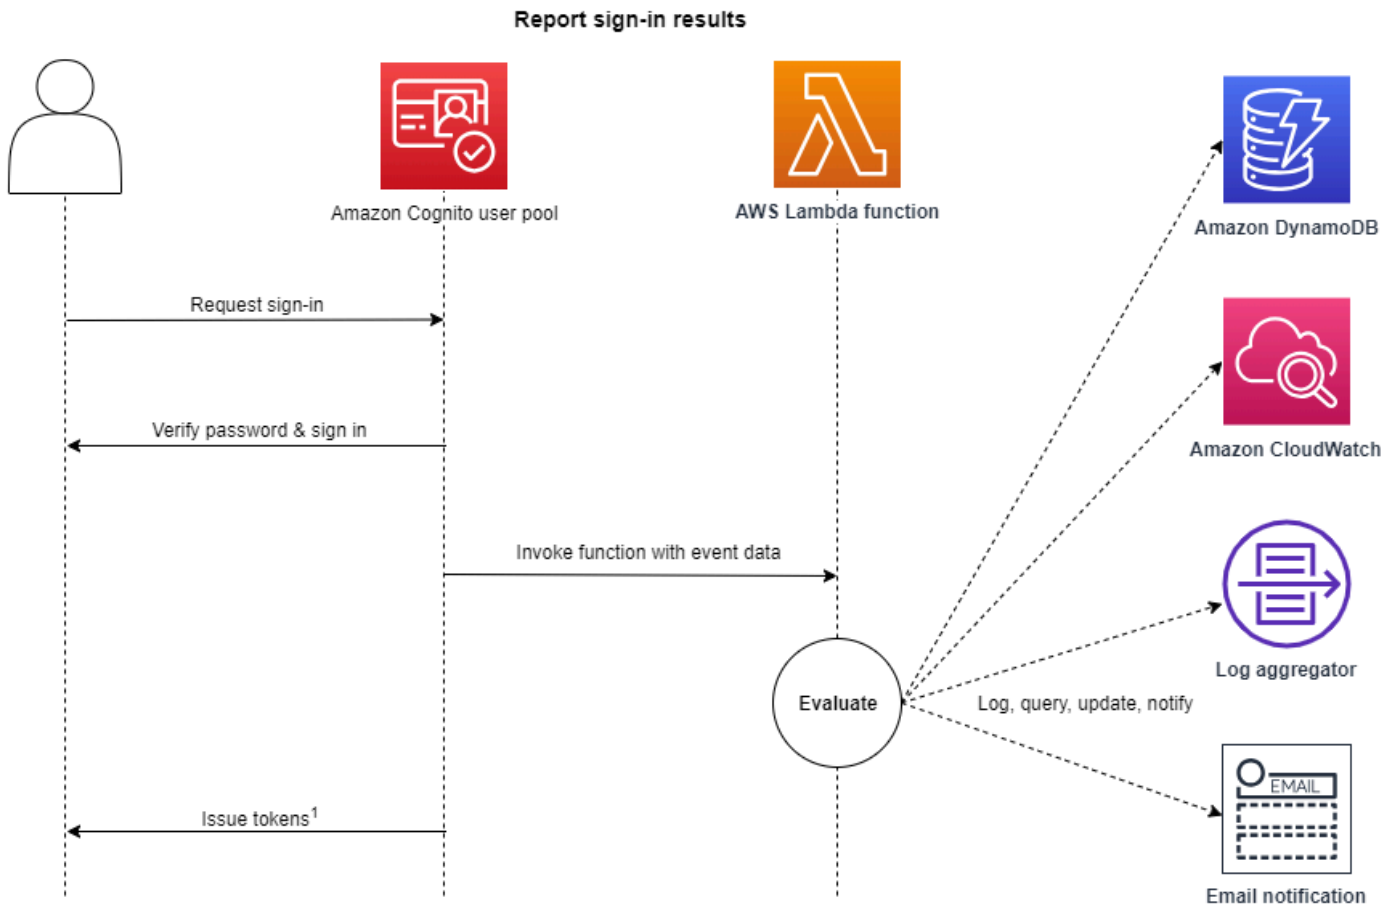 Report sign-in results
Amazon Cognito user pool
AWS Lambda function
Amazon DynamoDB
Request sign-in
Verify password & sign in
Amazon CloudWatch
Invoke function with event data
Log aggregator
Evaluate
Log, query, update, notify
EMAIL
Issue tokens¹
Email notification